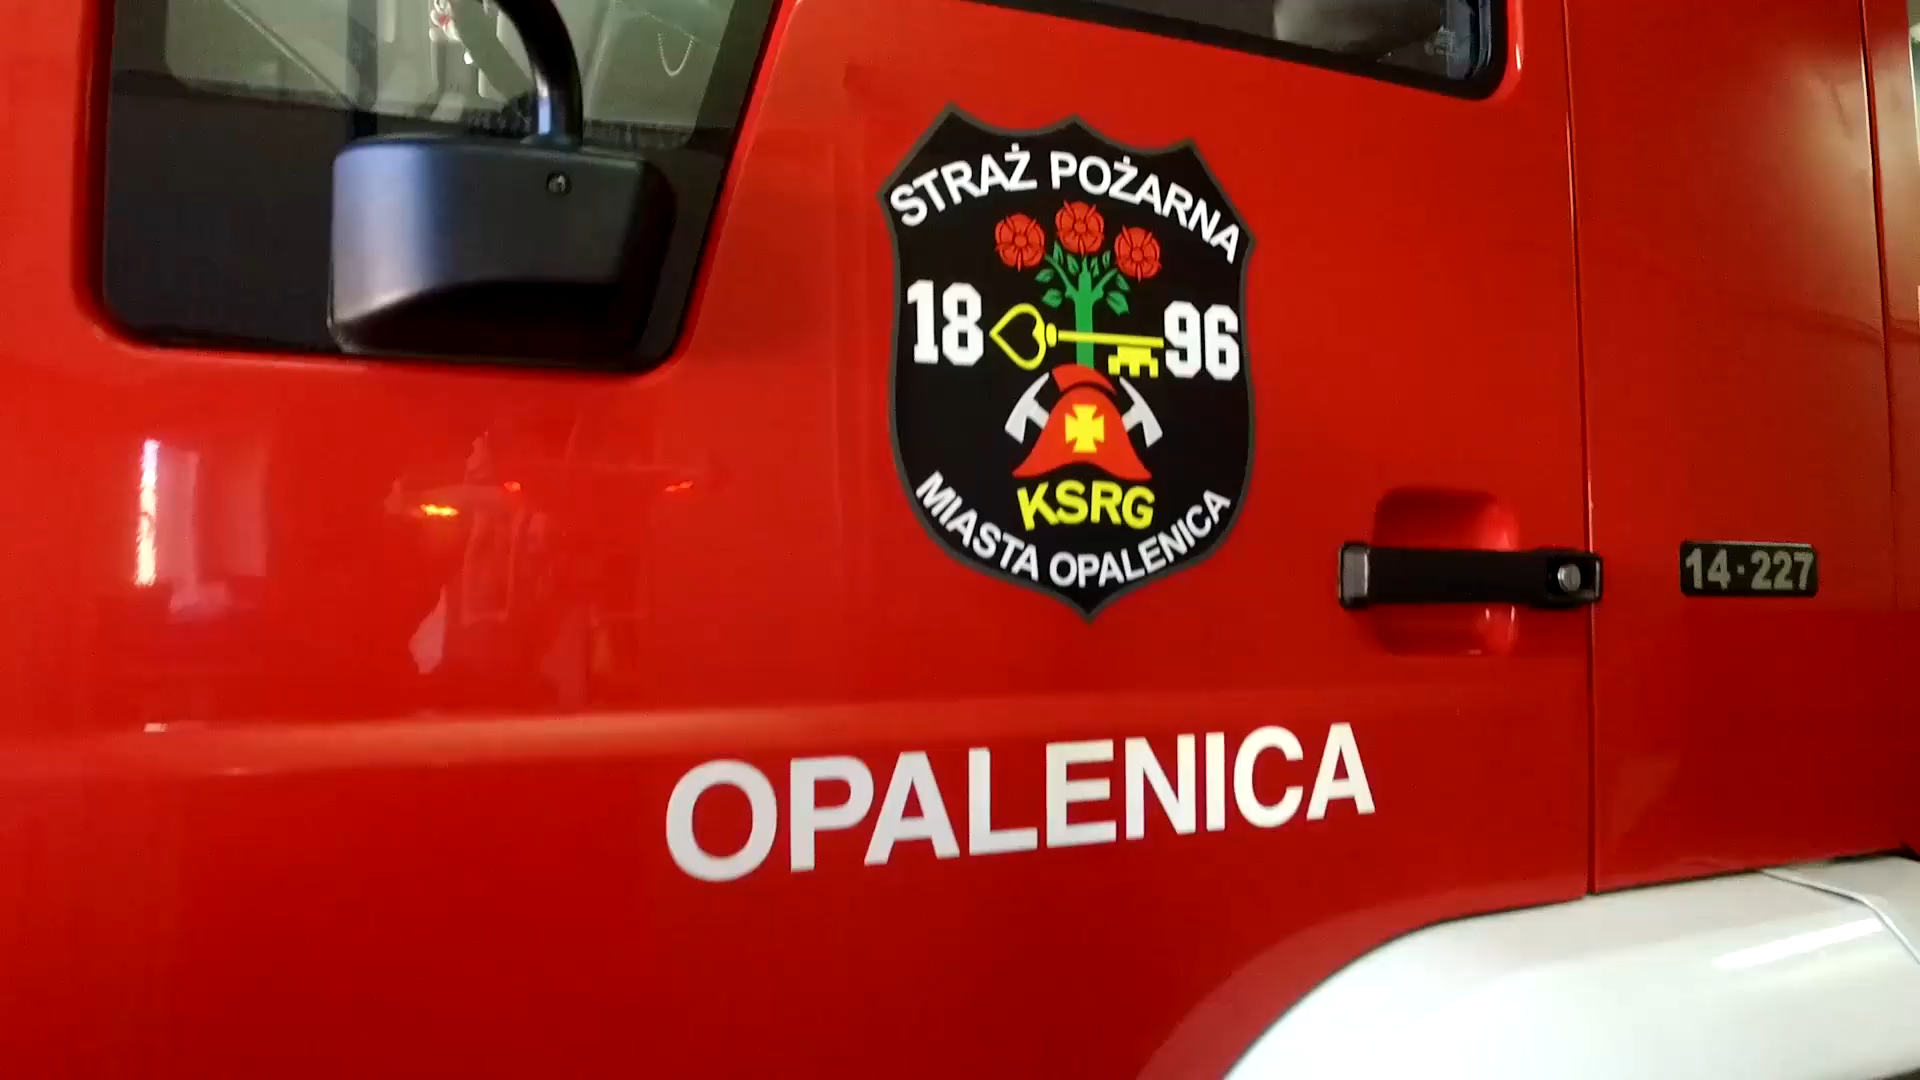 STRAŻ POŻARNA
18 96
KSRG
MIASTA OPALENICA
14-227
OPALENICA